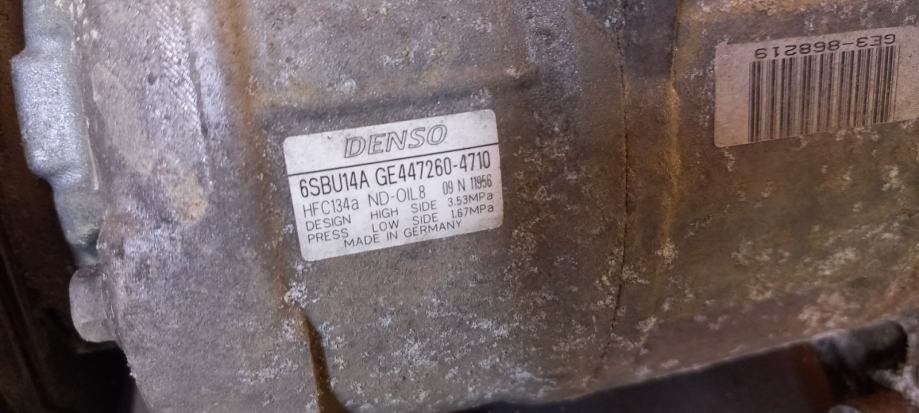 DENSO
6SBU14A GE447260-4710
HFC134a ND-OIL8 09 N 11956
DESIGN HIGH SIDE 3.53MPa
PRESS LOW SIDE 1.67MPa
MADE IN GERMANY
GE3-868219